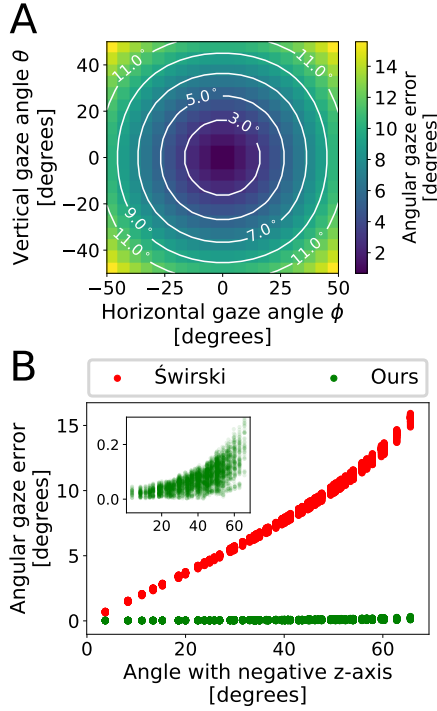 A
Vertical gaze angle θ
[degrees]
40
20
0
−20
−40
11.0°
11.0°
5.0°
3.0°
9.0°
7.0°
11.0°
11.0°
−50
−25
0
25
50
Horizontal gaze angle ϕ
[degrees]
14
12
10
8
6
4
2
Angular gaze error
[degrees]
B
Świrski
Ours
Angular gaze error
[degrees]
15
10
5
0
0.2
0.0
0 20 40 60
0
20
40
60
Angle with negative z-axis
[degrees]